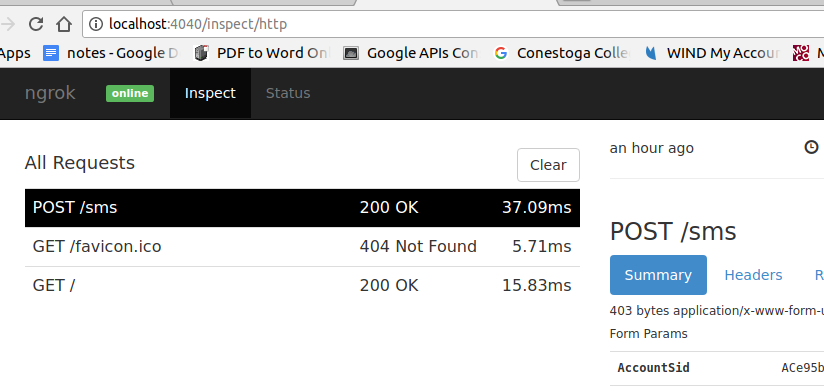 localhost:4040/inspect/http
Apps notes - Google D PDF to Word On Google APIs Con Conestoga Colle WIND My Accoun M
ngrok online Inspect Status
All Requests Clear
POST /sms 200 OK 37.09ms
GET /favicon.ico 404 Not Found 5.71ms
GET / 200 OK 15.83ms
an hour ago
POST /sms
Summary Headers R
403 bytes application/x-www-form-u
Form Params
AccountSid ACe95b